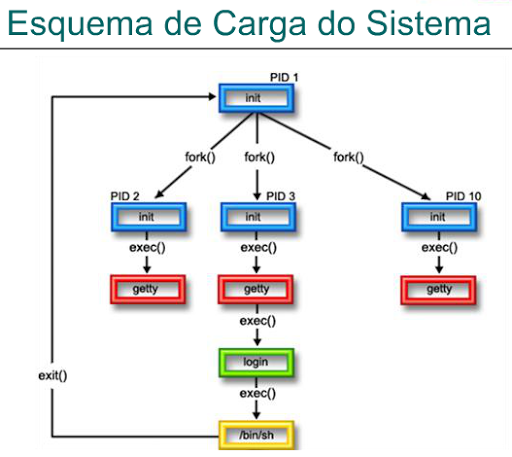 Esquema de Carga do Sistema
PID 1
init
fork() fork() fork()
PID 2 PID 3 PID 10
init init init
exec() exec() exec()
getty getty getty
exec()
login
exit()
exec()
/bin/sh